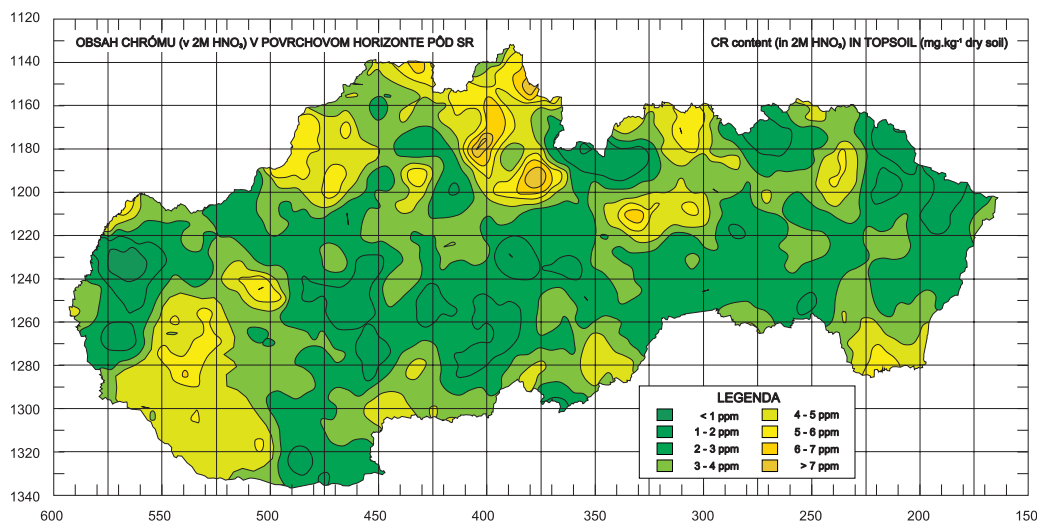 1120
OBSAH CHRÓMU (v 2M HNO₃) V POVRCHOVOM HORIZONTE PÔD SR
CR content (in 2M HNO₃) IN TOPSOIL (mg.kg⁻¹ dry soil)
1140
1160
1180
1200
1220
1240
1260
1280
1300
1320
1340
LEGENDA
< 1 ppm
1 - 2 ppm
2 - 3 ppm
3 - 4 ppm
4 - 5 ppm
5 - 6 ppm
6 - 7 ppm
> 7 ppm
600 550 500 450 400 350 300 250 200 150